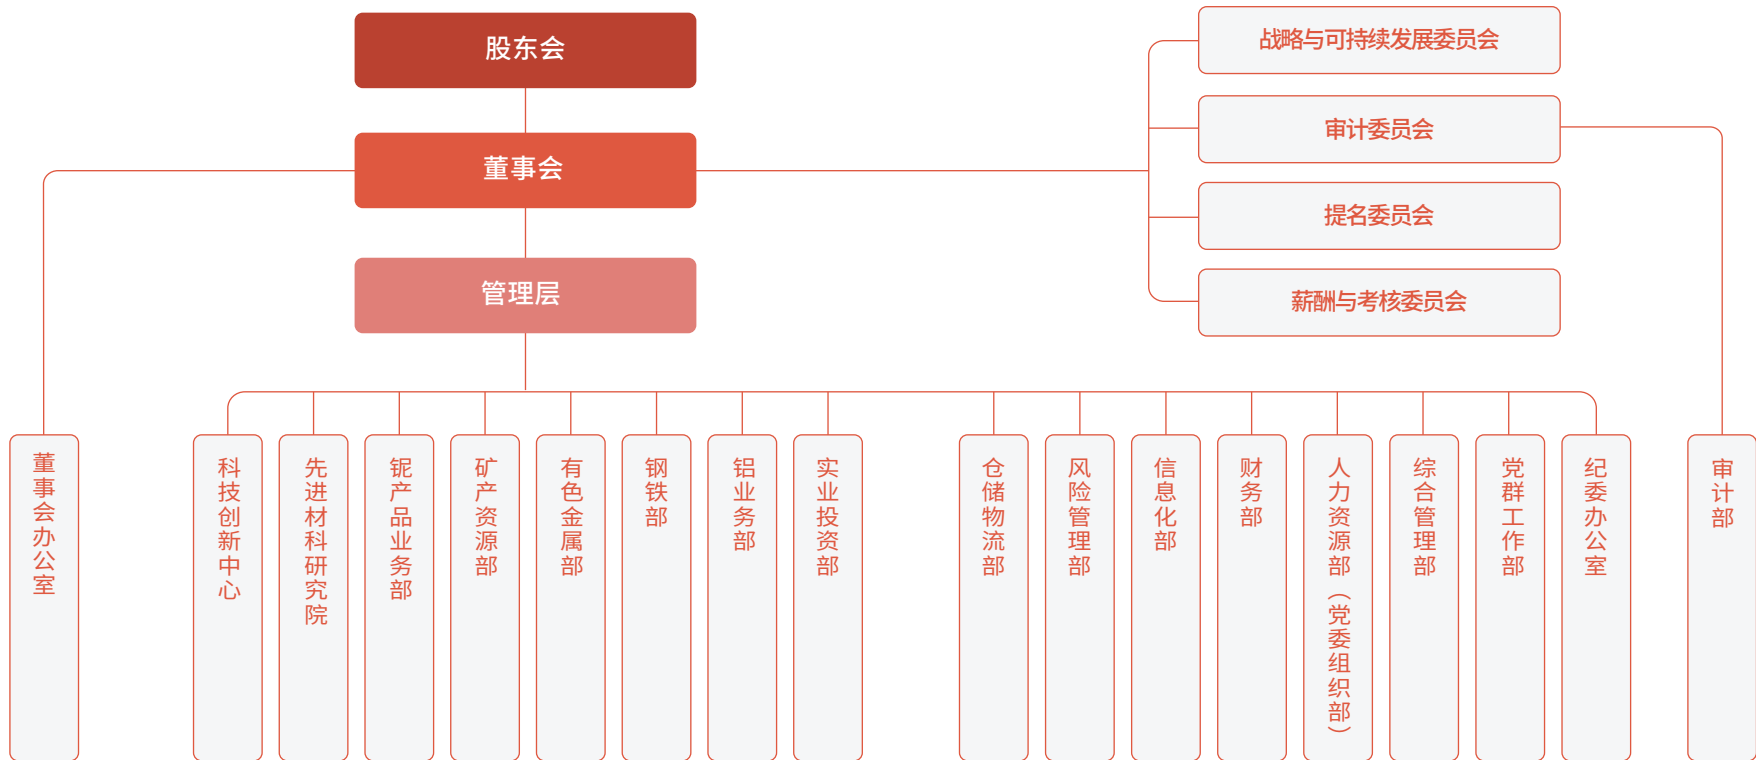 股东会
董事会
管理层
战略与可持续发展委员会
审计委员会
提名委员会
薪酬与考核委员会
董事会办公室
科技创新中心
先进材料研究院
铌产品业务部
矿产资源部
有色金属部
钢铁部
铝业务部
实业投资部
仓储物流部
风险管理部
信息化部
财务部
人力资源部（党委组织部）
综合管理部
党群工作部
纪委办公室
审计部